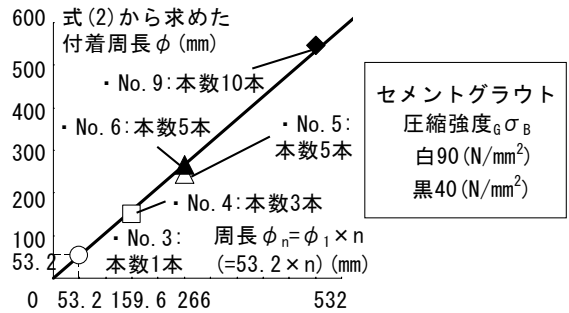 600
500
400
300
200
100
53.2
式(2)から求めた
付着周長φ(mm)
・No.9:本数10本
・No.6:本数5本
・No.5:
本数5本
・No.4:本数3本
・No.3:
本数1本
周長φn=φ1×n
(=53.2×n)(mm)
0 53.2 159.6 266 532
セメントグラウト
圧縮強度GσB
白90(N/mm²)
黒40(N/mm²)